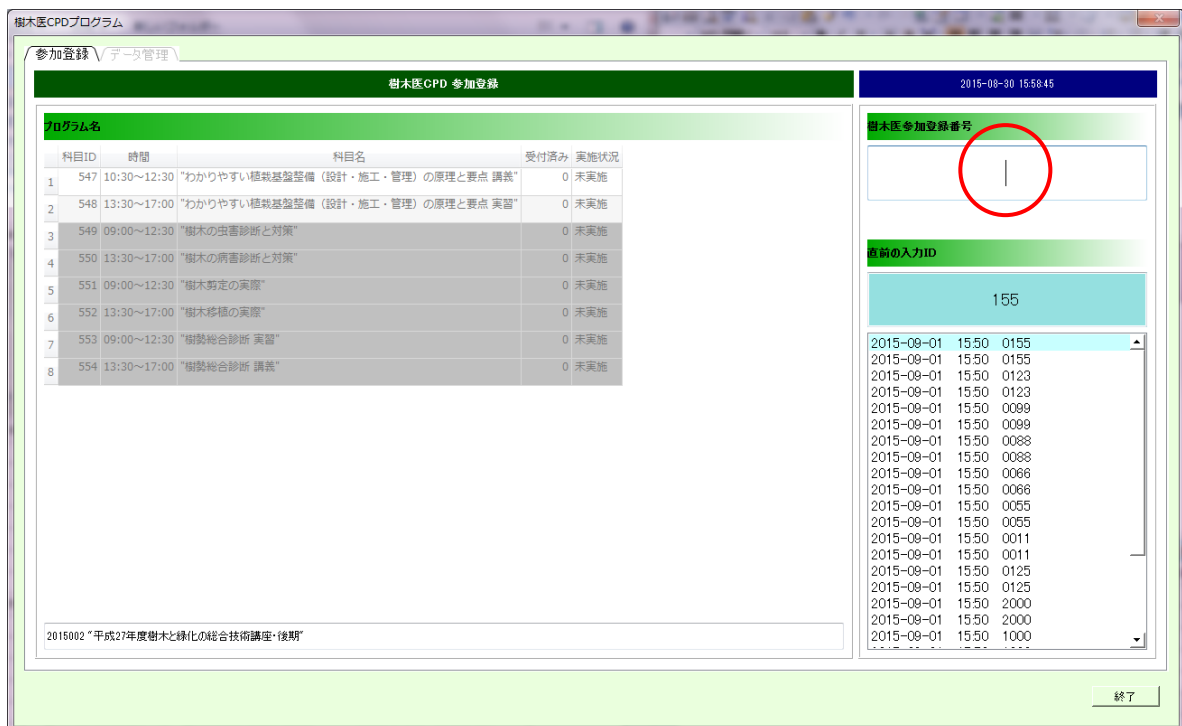 樹木医CPDプログラム
参加登録 データ管理
樹木医CPD 参加登録
2015-08-30 15:58:45
プログラム名
科目ID 時間 科目名 受付済み 実施状況
1 547 10:30～12:30 "わかりやすい植栽基盤整備（設計・施工・管理）の原理と要点 講義" 0 未実施
2 548 13:30～17:00 "わかりやすい植栽基盤整備（設計・施工・管理）の原理と要点 実習" 0 未実施
3 549 09:00～12:30 "樹木の虫害診断と対策" 0 未実施
4 550 13:30～17:00 "樹木の病害診断と対策" 0 未実施
5 551 09:00～12:30 "樹木剪定の実際" 0 未実施
6 552 13:30～17:00 "樹木移植の実際" 0 未実施
7 553 09:00～12:30 "樹勢総合診断 実習" 0 未実施
8 554 13:30～17:00 "樹勢総合診断 講義" 0 未実施
2015002 "平成27年度樹木と緑化の総合技術講座・後期"
樹木医参加登録番号
直前の入力ID
155
2015-09-01 15:50 0155
2015-09-01 15:50 0155
2015-09-01 15:50 0123
2015-09-01 15:50 0123
2015-09-01 15:50 0099
2015-09-01 15:50 0099
2015-09-01 15:50 0088
2015-09-01 15:50 0088
2015-09-01 15:50 0066
2015-09-01 15:50 0066
2015-09-01 15:50 0055
2015-09-01 15:50 0055
2015-09-01 15:50 0011
2015-09-01 15:50 0011
2015-09-01 15:50 0125
2015-09-01 15:50 0125
2015-09-01 15:50 2000
2015-09-01 15:50 2000
2015-09-01 15:50 1000
終了